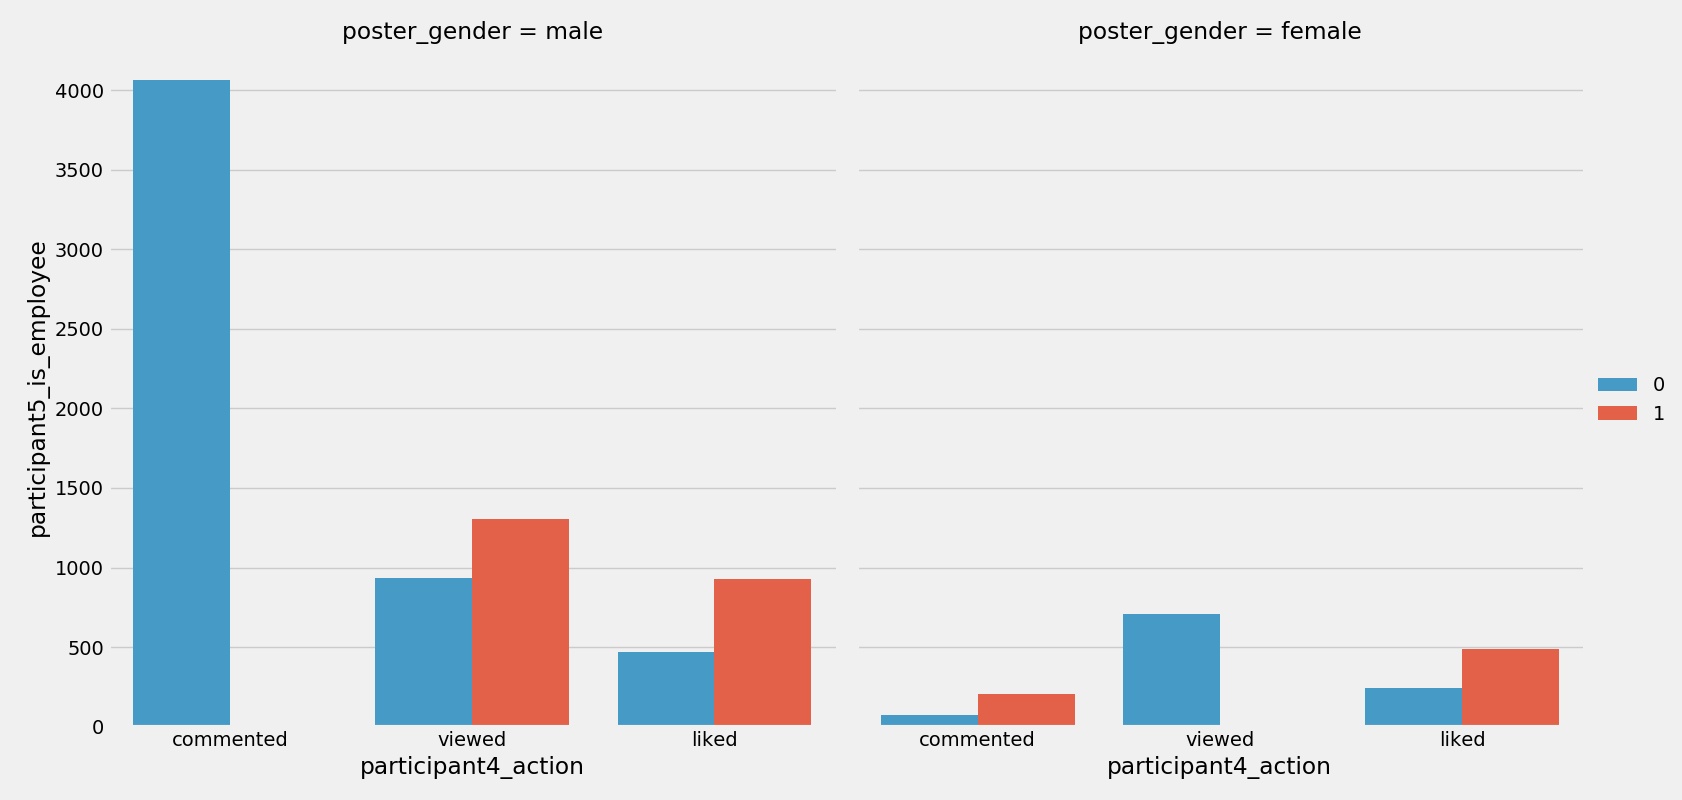 poster_gender = male
poster_gender = female
4000
3500
3000
2500
2000
1500
1000
500
0
participant5_is_employee
commented viewed liked
participant4_action
commented viewed liked
participant4_action
0
1